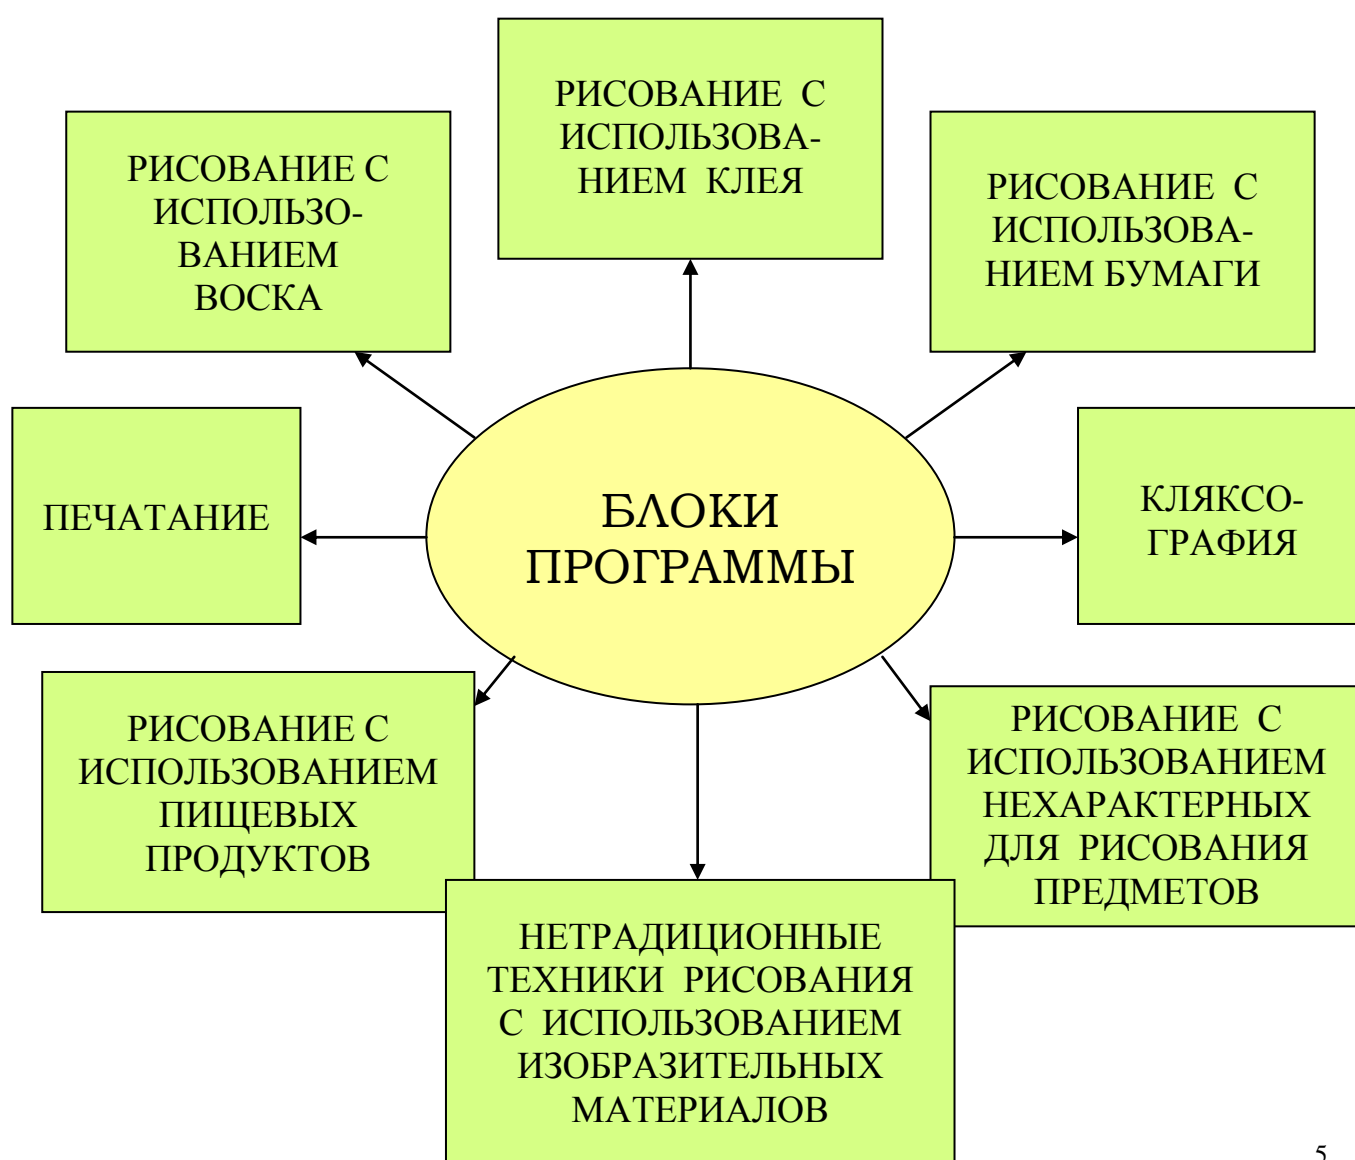 РИСОВАНИЕ С
ИСПОЛЬЗОВА-
НИЕМ КЛЕЯ
РИСОВАНИЕ С
ИСПОЛЬЗО-
ВАНИЕМ
ВОСКА
РИСОВАНИЕ С
ИСПОЛЬЗОВА-
НИЕМ БУМАГИ
ПЕЧАТАНИЕ
БЛОКИ
ПРОГРАММЫ
КЛЯКСО-
ГРАФИЯ
РИСОВАНИЕ С
ИСПОЛЬЗОВАНИЕМ
ПИЩЕВЫХ
ПРОДУКТОВ
РИСОВАНИЕ С
ИСПОЛЬЗОВАНИЕМ
НЕХАРАКТЕРНЫХ
ДЛЯ РИСОВАНИЯ
ПРЕДМЕТОВ
НЕТРАДИЦИОННЫЕ
ТЕХНИКИ РИСОВАНИЯ
С ИСПОЛЬЗОВАНИЕМ
ИЗОБРАЗИТЕЛЬНЫХ
МАТЕРИАЛОВ
5